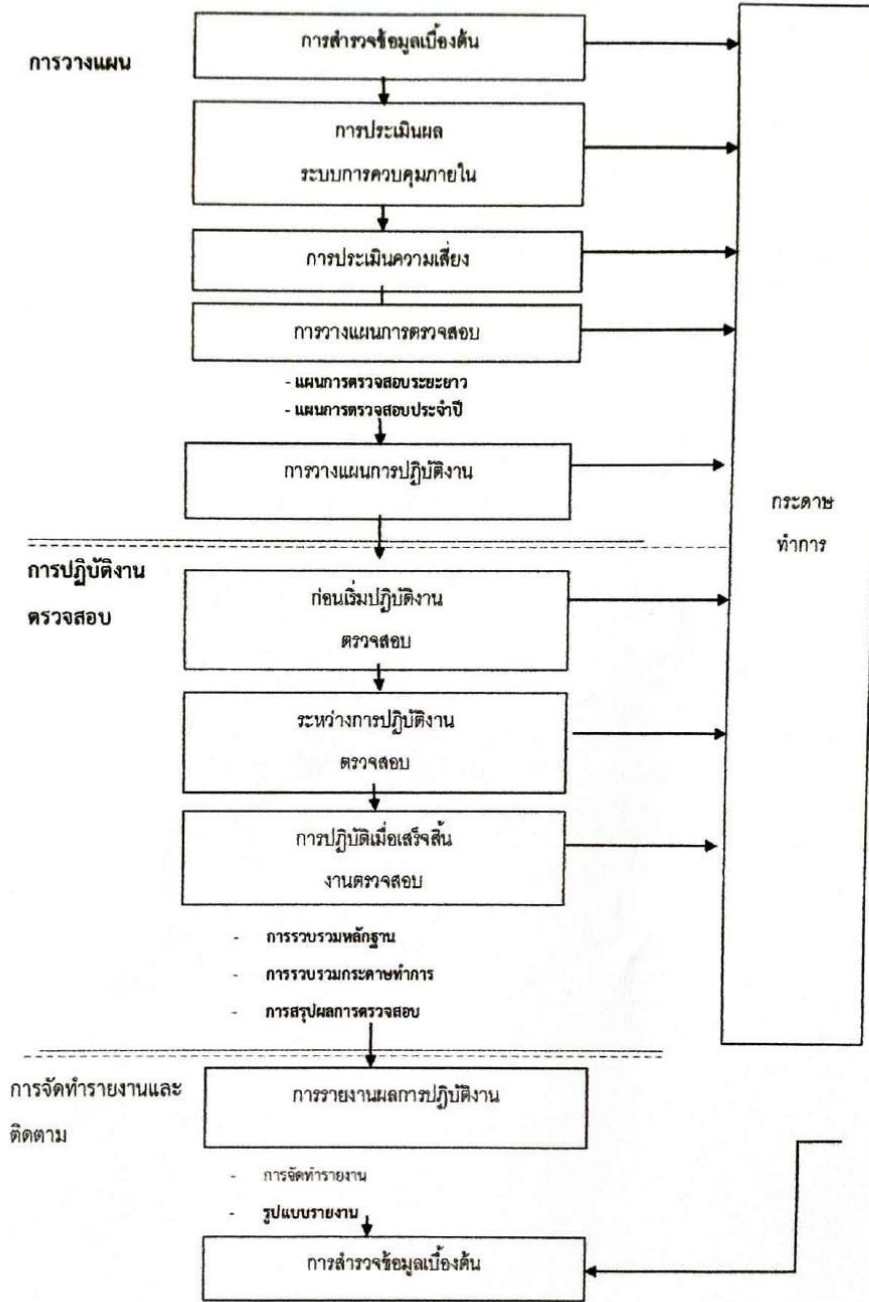 การสำรวจข้อมูลเบื้องต้น
การวางแผน
การประเมินผล
ระบบการควบคุมภายใน
การประเมินความเสี่ยง
การวางแผนการตรวจสอบ
- แผนการตรวจสอบระยะยาว
- แผนการตรวจสอบประจำปี
การวางแผนการปฏิบัติงาน
กระดาษ
ทำการ
การปฏิบัติงาน
ตรวจสอบ
ก่อนเริ่มปฏิบัติงาน
ตรวจสอบ
ระหว่างการปฏิบัติงาน
ตรวจสอบ
การปฏิบัติเมื่อเสร็จสิ้น
งานตรวจสอบ
- การรวบรวมหลักฐาน
- การรวบรวมกระดาษทำการ
- การสรุปผลการตรวจสอบ
การจัดทำรายงานและ
ติดตาม
การรายงานผลการปฏิบัติงาน
- การจัดทำรายงาน
- รูปแบบรายงาน
การสำรวจข้อมูลเบื้องต้น